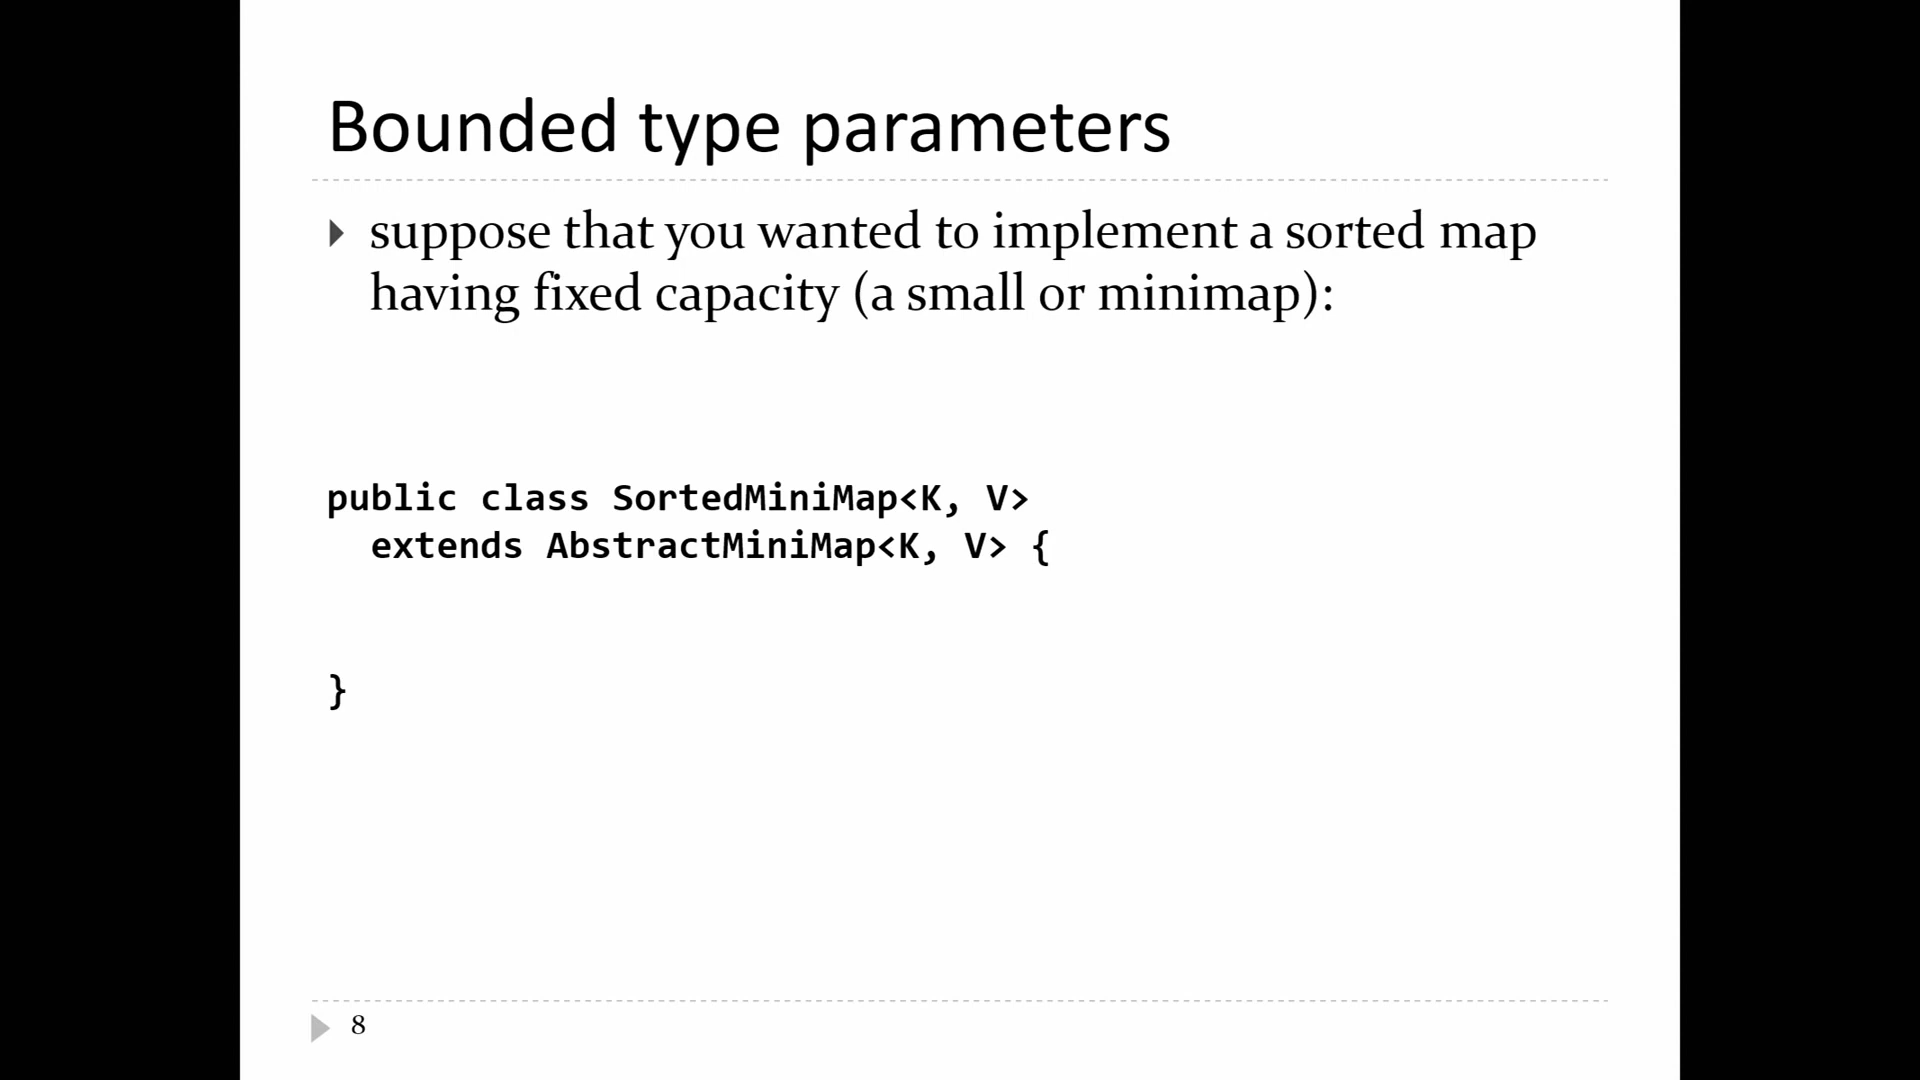 Bounded type parameters
suppose that you wanted to implement a sorted map
having fixed capacity (a small or minimap):
public class SortedMiniMap<K, V>
  extends AbstractMiniMap<K, V> {
}
8